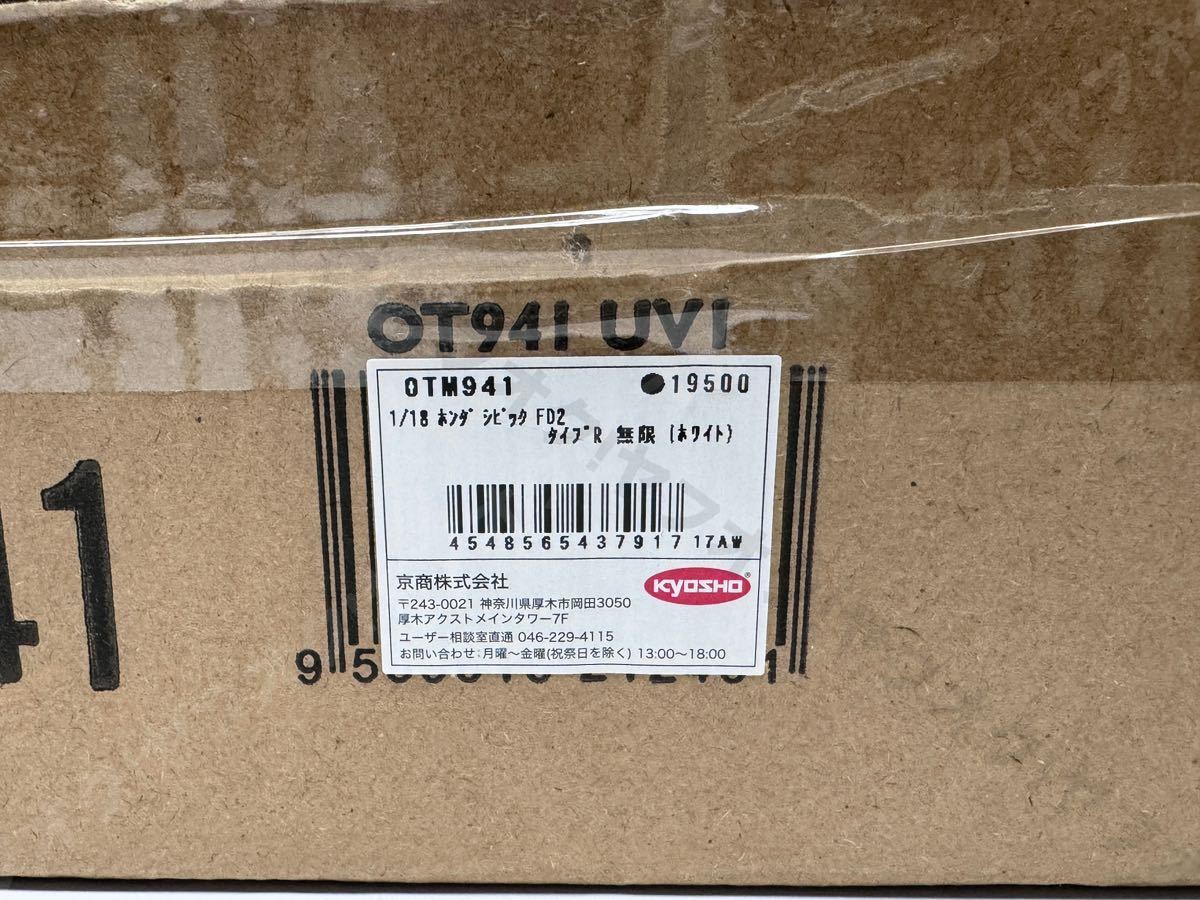 OT941 UV1
OTM941 ●19500
1/18 ホンダ シビック FD2
タイプR 無限 (ホワイト)
4548565437917 17AW
京商株式会社
KYOSHO®
〒243-0021 神奈川県厚木市岡田3050
厚木アクストメインタワー7F
ユーザー相談室直通 046-229-4115
お問い合わせ:月曜〜金曜(祝祭日を除く) 13:00〜18:00
41